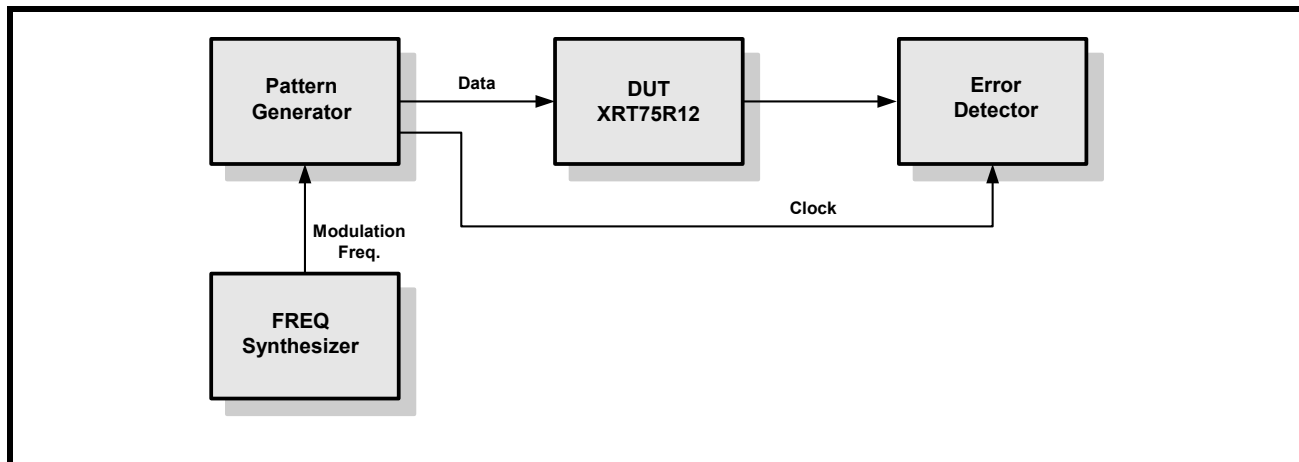 Pattern
Generator
Data
DUT
XRT75R12
Error
Detector
Clock
Modulation
Freq.
FREQ
Synthesizer